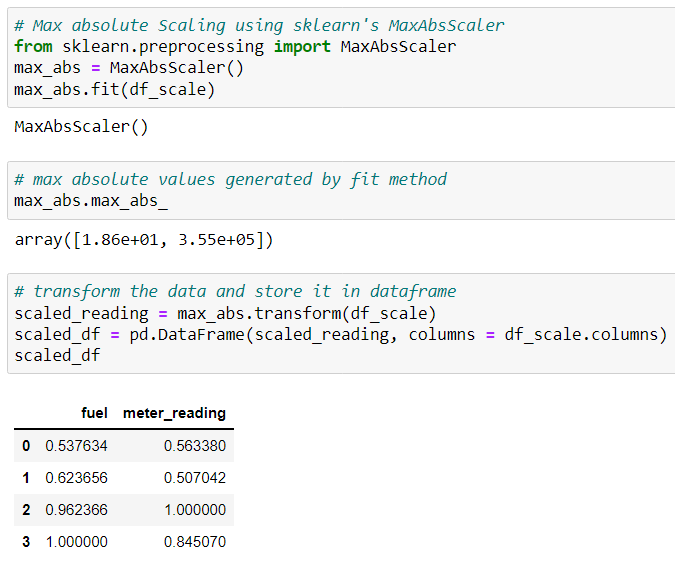 # Max absolute Scaling using sklearn's MaxAbsScaler
from sklearn.preprocessing import MaxAbsScaler
max_abs = MaxAbsScaler()
max_abs.fit(df_scale)
MaxAbsScaler()
# max absolute values generated by fit method
max_abs.max_abs_
array([1.86e+01, 3.55e+05])
# transform the data and store it in dataframe
scaled_reading = max_abs.transform(df_scale)
scaled_df = pd.DataFrame(scaled_reading, columns = df_scale.columns)
scaled_df
fuel meter_reading
0 0.537634 0.563380
1 0.623656 0.507042
2 0.962366 1.000000
3 1.000000 0.845070